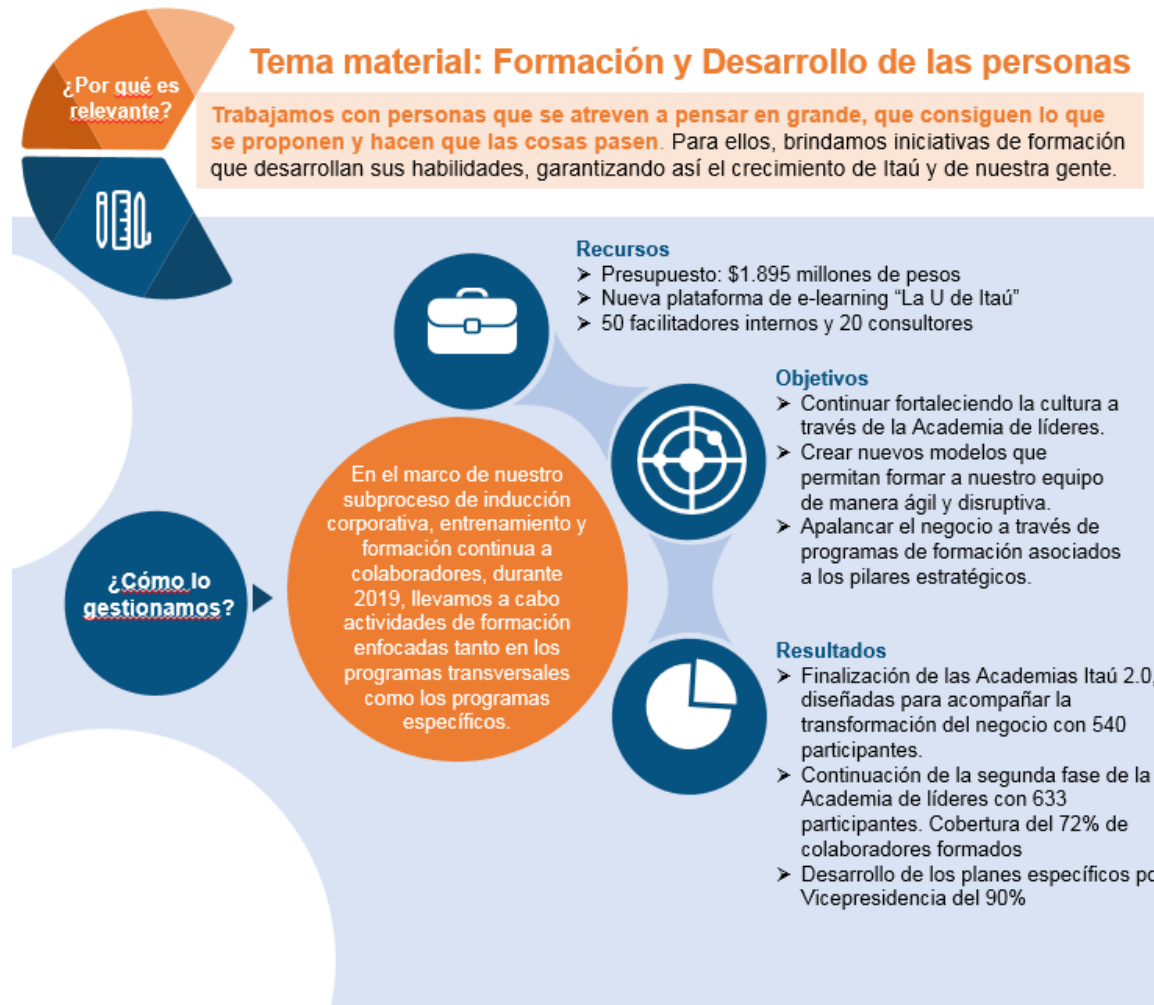 ¿Por qué es
relevante?
Tema material: Formación y Desarrollo de las personas
Trabajamos con personas que se atreven a pensar en grande, que consiguen lo que
se proponen y hacen que las cosas pasen. Para ellos, brindamos iniciativas de formación
que desarrollan sus habilidades, garantizando así el crecimiento de Itaú y de nuestra gente.
¿Cómo lo
gestionamos?
En el marco de nuestro
subproceso de inducción
corporativa, entrenamiento y
formación continua a
colaboradores, durante
2019, llevamos a cabo
actividades de formación
enfocadas tanto en los
programas transversales
como los programas
específicos.
Recursos
➢ Presupuesto: $1.895 millones de pesos
➢ Nueva plataforma de e-learning “La U de Itaú”
➢ 50 facilitadores internos y 20 consultores
Objetivos
➢ Continuar fortaleciendo la cultura a
través de la Academia de líderes.
➢ Crear nuevos modelos que
permitan formar a nuestro equipo
de manera ágil y disruptiva.
➢ Apalancar el negocio a través de
programas de formación asociados
a los pilares estratégicos.
Resultados
➢ Finalización de las Academias Itaú 2.0,
diseñadas para acompañar la
transformación del negocio con 540
participantes.
➢ Continuación de la segunda fase de la
Academia de líderes con 633
participantes. Cobertura del 72% de
colaboradores formados
➢ Desarrollo de los planes específicos
Vicepresidencia del 90%